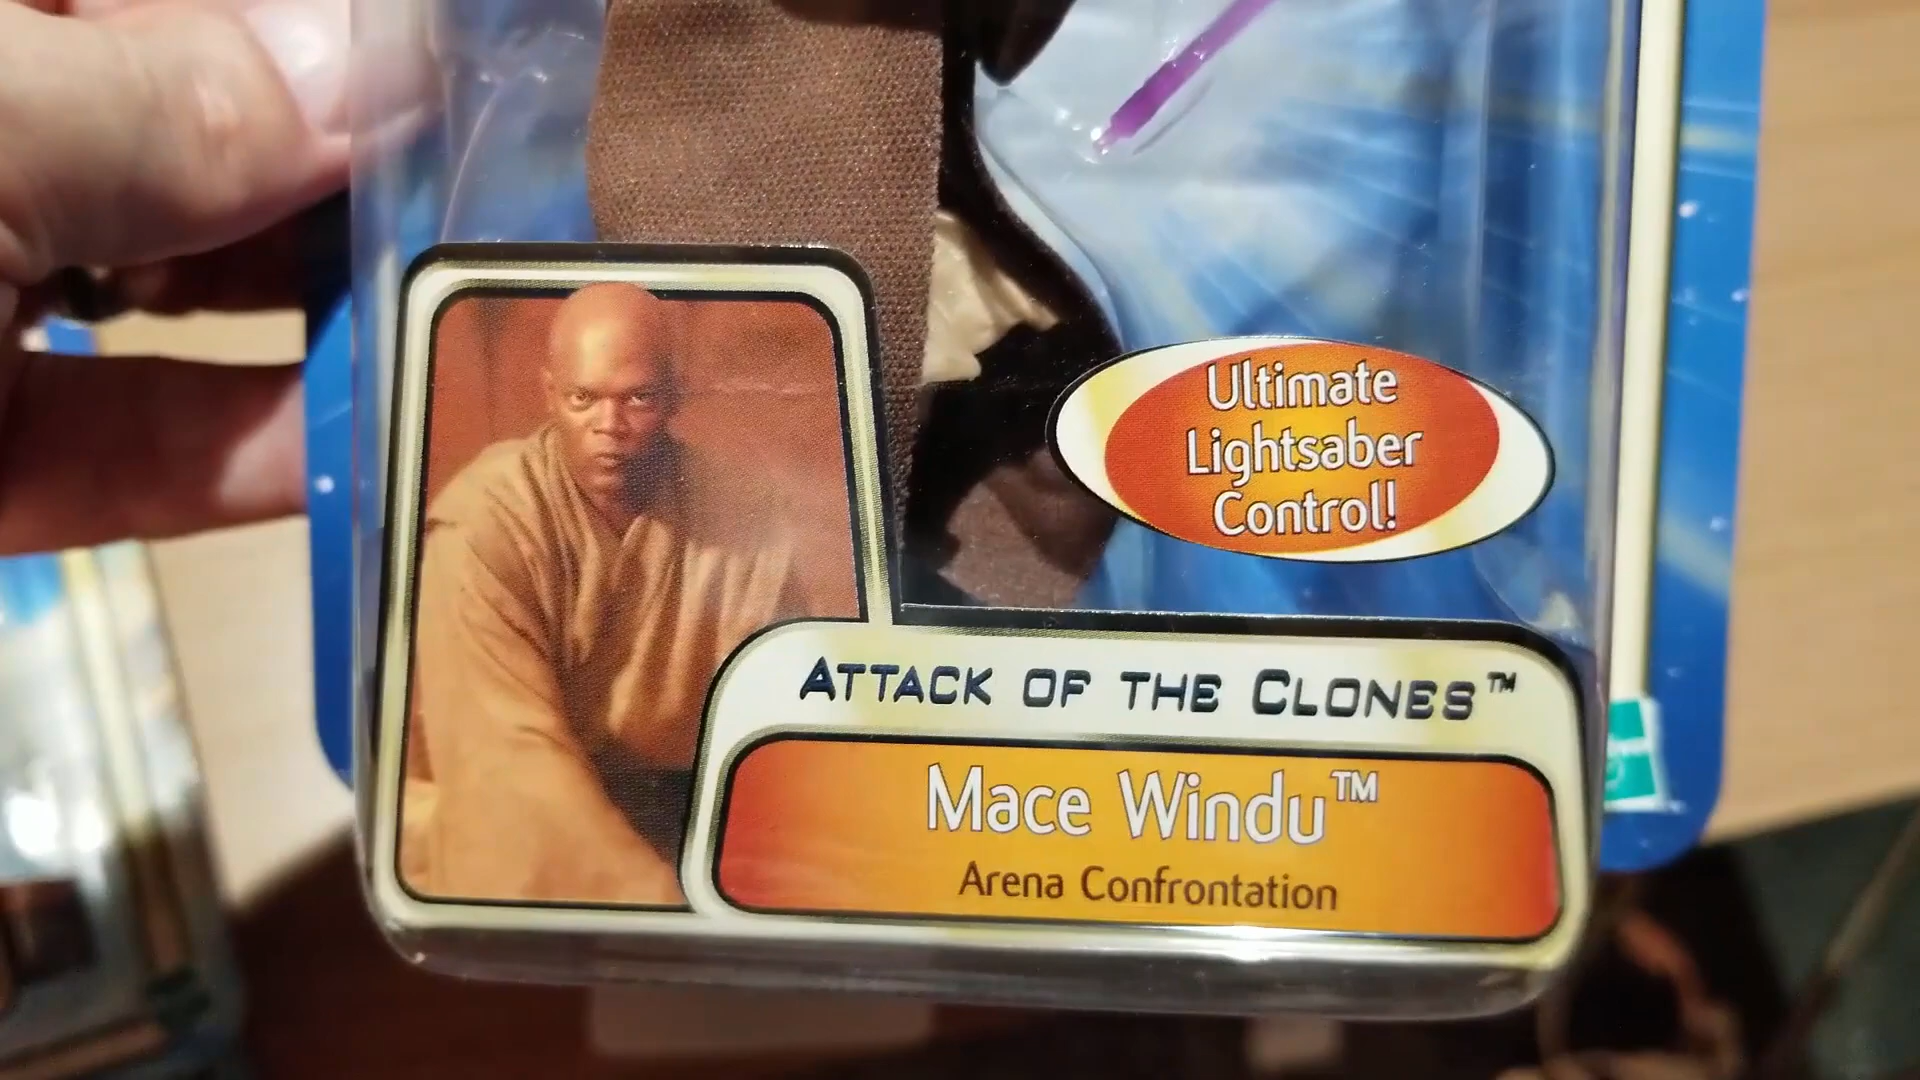 Ultimate
Lightsaber
Control!
ATTACK OF THE CLONES™
Mace Windu™
Arena Confrontation